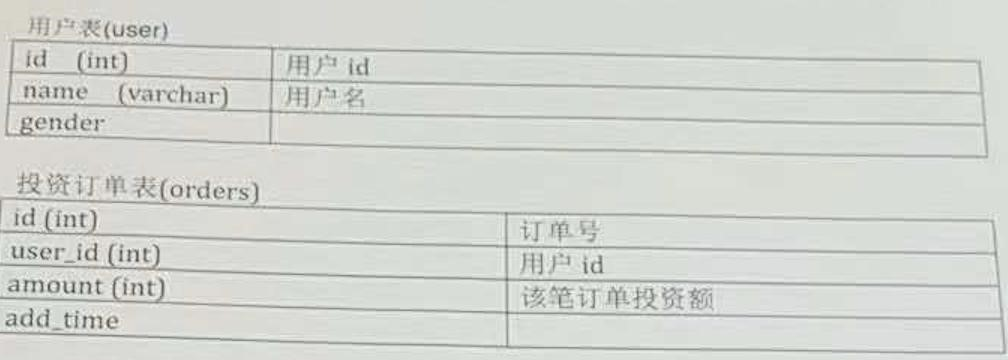 用户表(user)
id (int) 用户 id
name (varchar) 用户名
gender
投资订单表(orders)
id (int) 订单号
user_id (int) 用户 id
amount (int) 该笔订单投资额
add_time